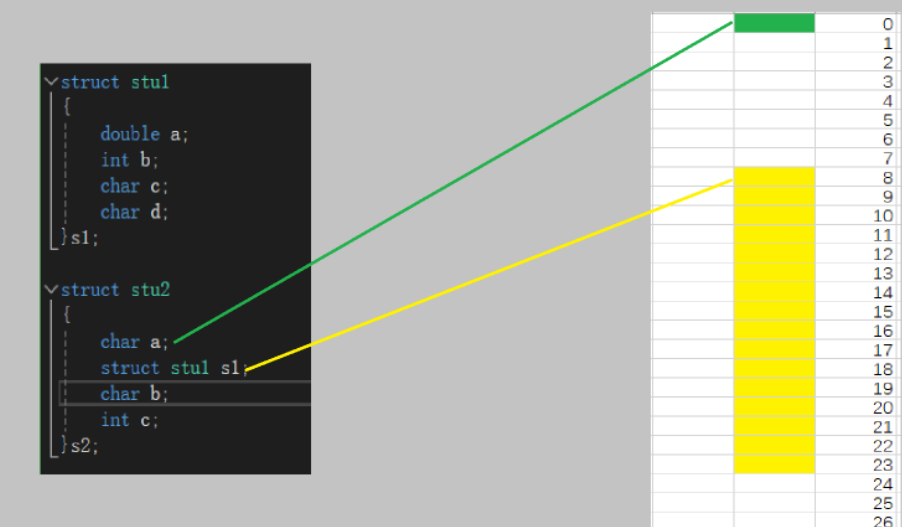 struct stu1
{
double a;
int b;
char c;
char d;
}s1;
struct stu2
{
char a;
struct stu1 s1;
char b;
int c;
}s2;
0
1
2
3
4
5
6
7
8
9
10
11
12
13
14
15
16
17
18
19
20
21
22
23
24
25
26